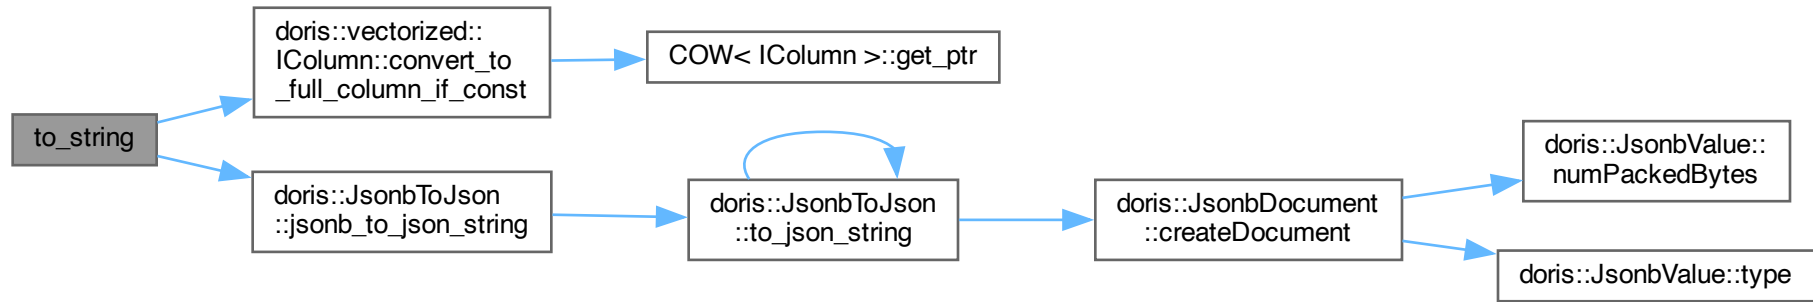 to_string
doris::vectorized::
IColumn::convert_to
_full_column_if_const
COW< IColumn >::get_ptr
doris::JsonbToJson
::jsonb_to_json_string
doris::JsonbToJson
::to_json_string
doris::JsonbDocument
::createDocument
doris::JsonbValue::
numPackedBytes
doris::JsonbValue::type